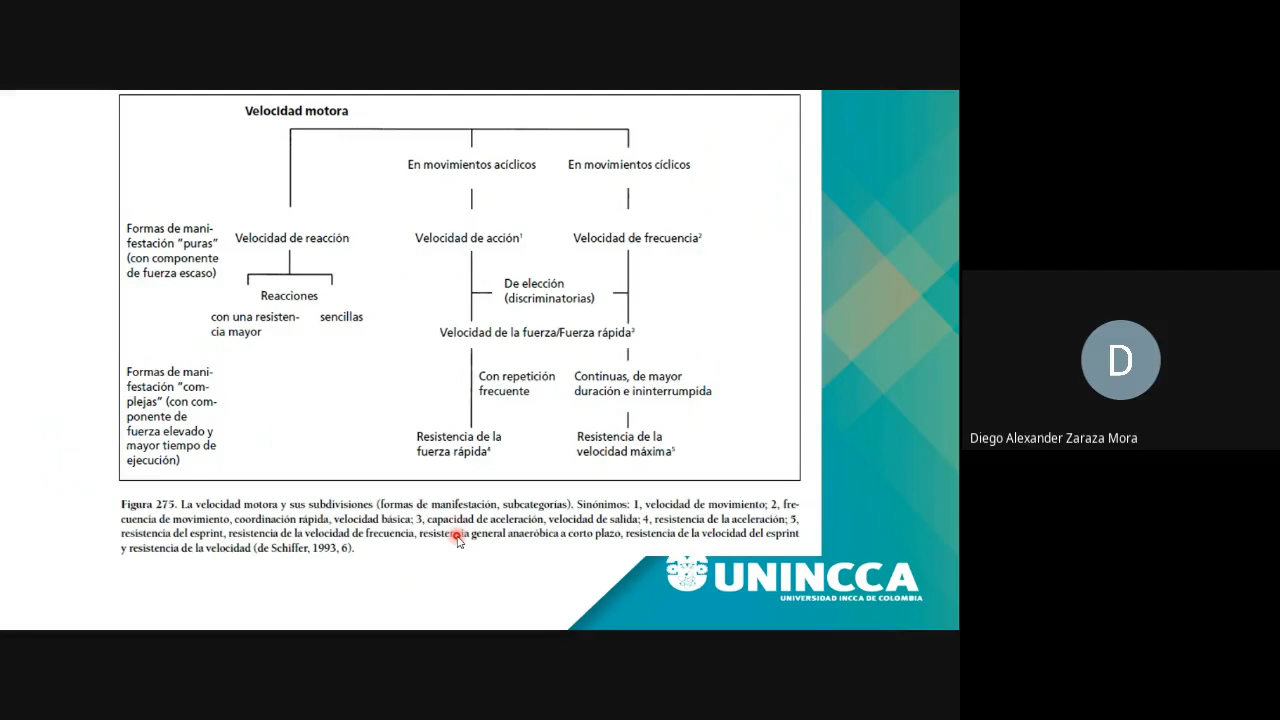 Velocidad motora
En movimientos acíclicos
En movimientos cíclicos
Formas de mani-
festación "puras"
(con componente
de fuerza escaso)
Velocidad de reacción
Velocidad de acción¹
Velocidad de frecuencia²
De elección
(discriminatorias)
Reacciones
con una resisten-
cia mayor
sencillas
Velocidad de la fuerza/Fuerza rápida³
Formas de mani-
festación "com-
plejas" (con com-
ponente de
fuerza elevado y
mayor tiempo de
ejecución)
Con repetición
frecuente
Continuas, de mayor
duración e ininterrumpida
Resistencia de la
fuerza rápida⁴
Resistencia de la
velocidad máxima⁵
Figura 275. La velocidad motora y sus subdivisiones (formas de manifestación, subcategorías). Sinónimos: 1, velocidad de movimiento; 2, fre-
cuencia de movimiento, coordinación rápida, velocidad básica; 3, capacidad de aceleración, velocidad de salida; 4, resistencia de la aceleración; 5,
resistencia del esprint, resistencia de la velocidad de frecuencia, resistencia general anaeróbica a corto plazo, resistencia de la velocidad del esprint
y resistencia de la velocidad (de Schiffer, 1993, 6).
UNINCCA
UNIVERSIDAD INCCA DE COLOMBIA
D
Diego Alexander Zaraza Mora